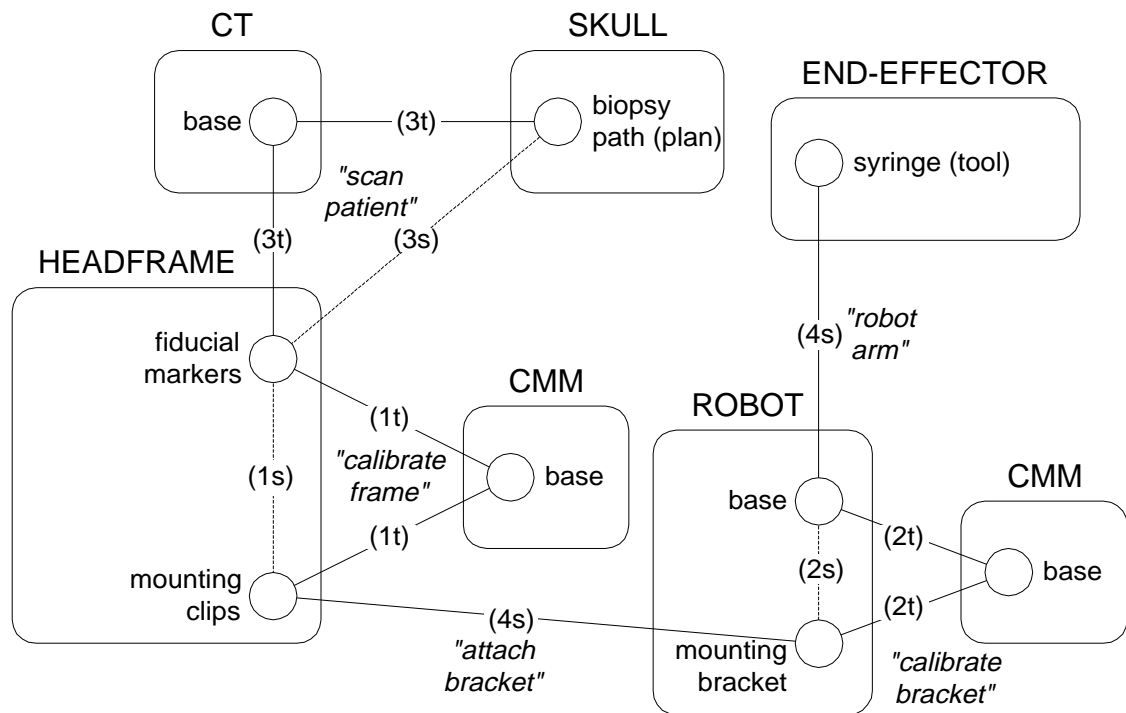 CT
SKULL
END-EFFECTOR
base
(3t)
biopsy
path (plan)
syringe (tool)
"scan
patient"
(3t)
(3s)
HEADFRAME
fiducial
markers
(4s)
"robot
arm"
CMM
ROBOT
(1t)
"calibrate
frame"
(1s)
base
(1t)
base
CMM
(2t)
(2s)
base
(2t)
mounting
clips
(4s)
"attach
bracket"
mounting
bracket
"calibrate
bracket"